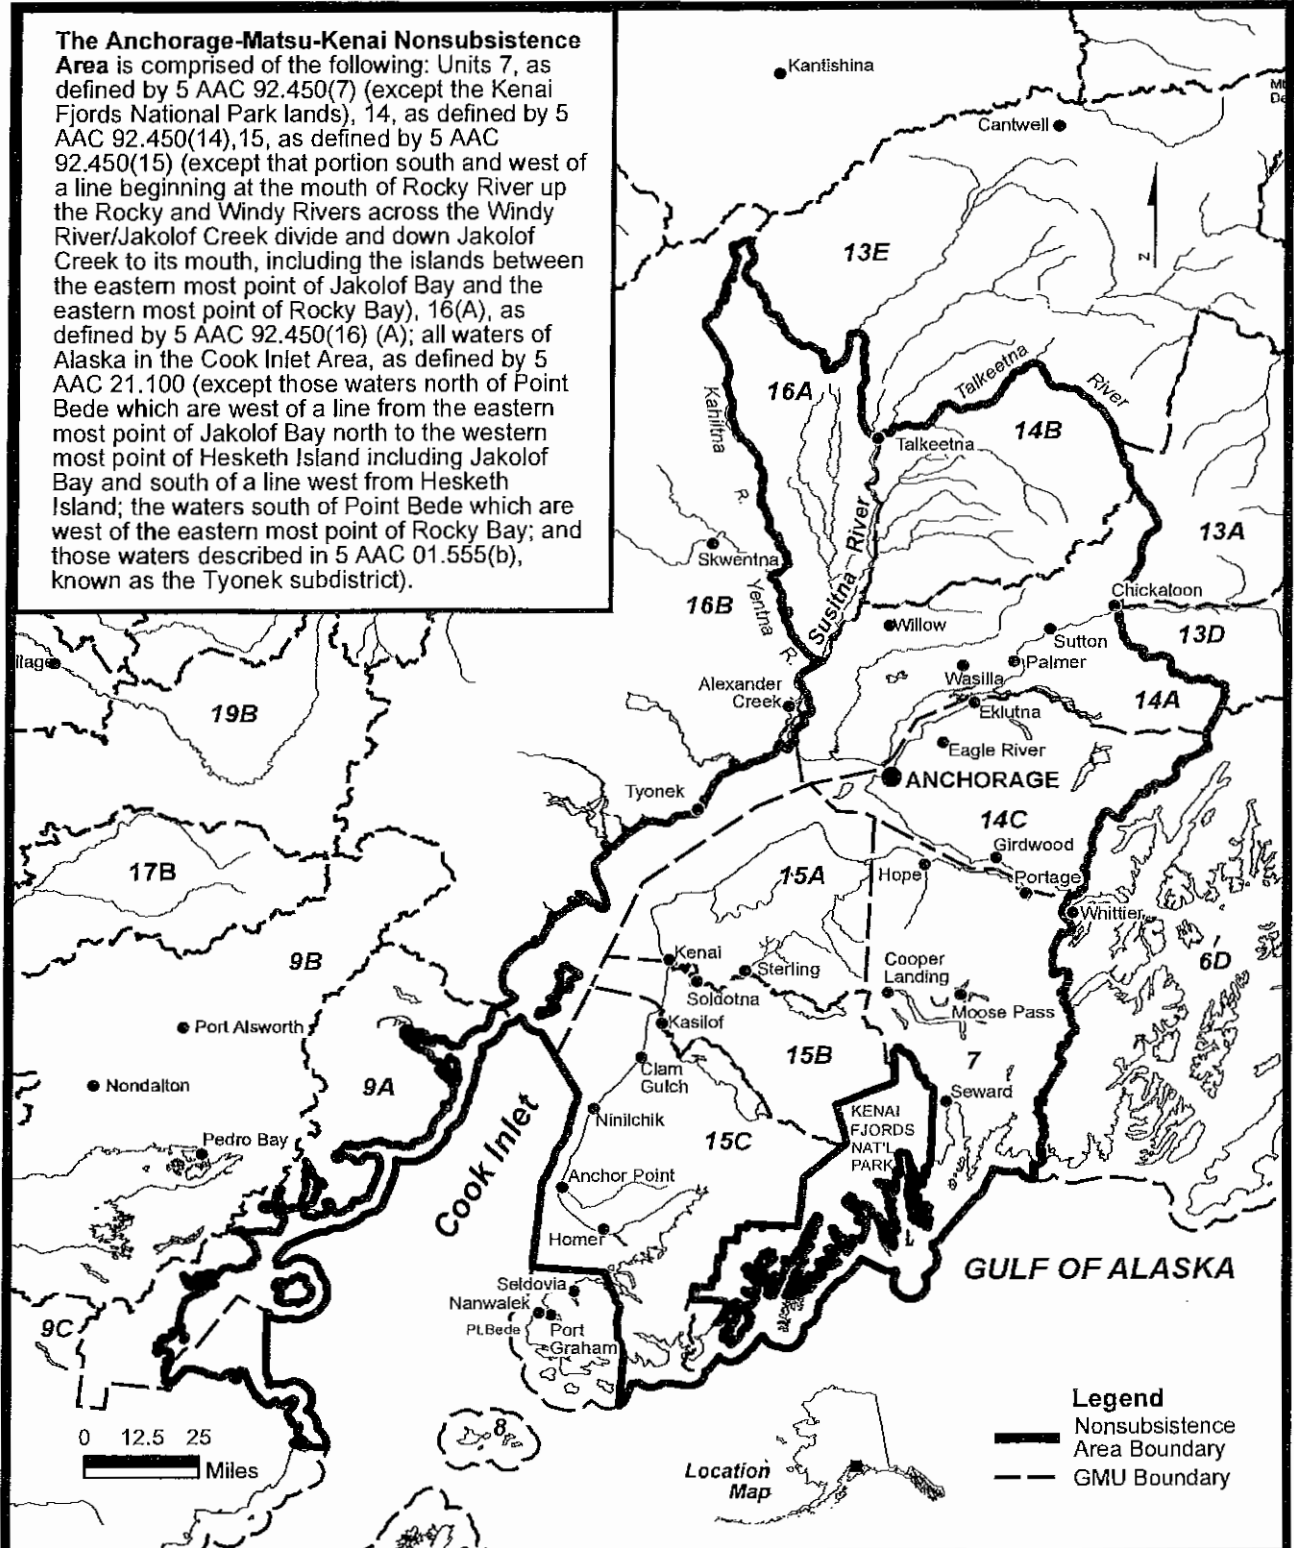 The Anchorage-Matsu-Kenai Nonsubsistence
Area is comprised of the following: Units 7, as
defined by 5 AAC 92.450(7) (except the Kenai
Fjords National Park lands), 14, as defined by 5
AAC 92.450(14),15, as defined by 5 AAC
92.450(15) (except that portion south and west of
a line beginning at the mouth of Rocky River up
the Rocky and Windy Rivers across the Windy
River/Jakolof Creek divide and down Jakolof
Creek to its mouth, including the islands between
the eastern most point of Jakolof Bay and the
eastern most point of Rocky Bay), 16(A), as
defined by 5 AAC 92.450(16) (A); all waters of
Alaska in the Cook Inlet Area, as defined by 5
AAC 21.100 (except those waters north of Point
Bede which are west of a line from the eastern
most point of Jakolof Bay north to the western
most point of Hesketh Island including Jakolof
Bay and south of a line west from Hesketh
Island; the waters south of Point Bede which are
west of the eastern most point of Rocky Bay; and
those waters described in 5 AAC 01.555(b),
known as the Tyonek subdistrict).
Kantishina
Cantwell
N
13E
16A
Kahiltna
R.
Talkeetna
River
14B
Talkeetna
Susitna River
13A
Skwentna
16B
Yentna
R.
Chickaloon
Willow
Sutton
13D
Palmer
Wasilla
Alexander
Creek
14A
Eklutna
19B
Eagle River
ANCHORAGE
Tyonek
14C
Girdwood
17B
15A
Hope
Portage
Whittier
9B
Kenai
Sterling
Cooper
Landing
6D
Soldotna
Moose Pass
Port Alsworth
Kasilof
15B
7
Nondalton
9A
Clam
Gulch
Seward
KENAI
FJORDS
NAT'L
PARK
Ninilchik
15C
Pedro Bay
Cook Inlet
Anchor Point
Homer
GULF OF ALASKA
Seldovia
Nanwalek
9C
Pt.Bede
Port
Graham
8
0 12.5 25
Miles
Location
Map
Legend
Nonsubsistence
Area Boundary
GMU Boundary